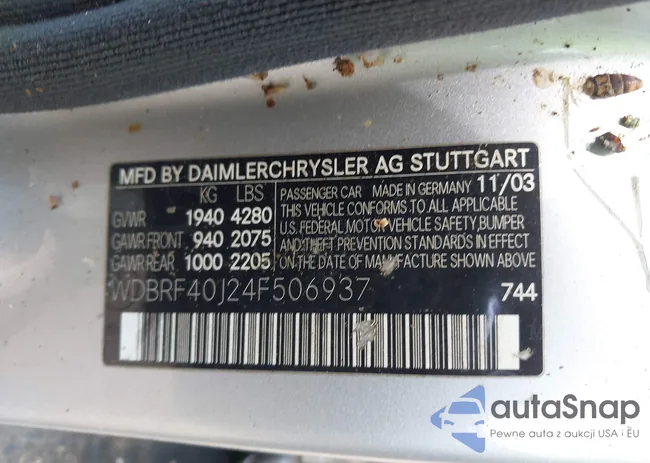 MFD BY DAIMLERCHRYSLER AG STUTTGART
KG LBS
GVWR 1940 4280
GAWR FRONT 940 2075
GAWR REAR 1000 2205
PASSENGER CAR MADE IN GERMANY 11/03
THIS VEHICLE CONFORMS TO ALL APPLICABLE
U.S. FEDERAL MOTOR VEHICLE SAFETY, BUMPER
AND THEFT PREVENTION STANDARDS IN EFFECT
ON THE DATE OF MANUFACTURE SHOWN ABOVE.
WDBRF40J24F506937 744
autaSnap
Pewne auta z aukcji USA i EU